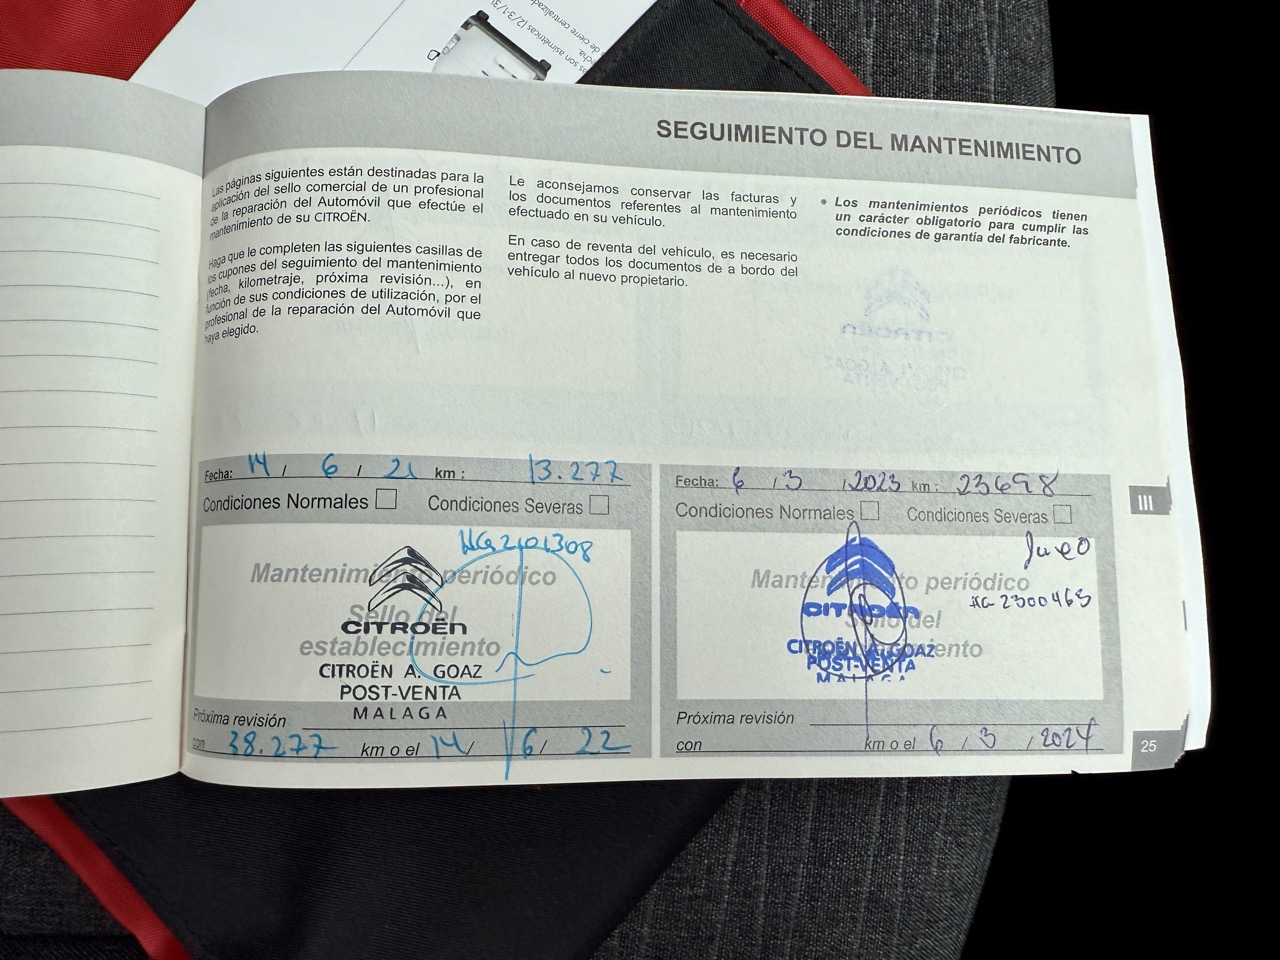 SEGUIMIENTO DEL MANTENIMIENTO
Las páginas siguientes están destinadas para la
aplicación del sello comercial de un profesional
de la reparación del Automóvil que efectúe el
mantenimiento de su CITROËN.
Haga que le completen las siguientes casillas de
los cupones del seguimiento del mantenimiento
(fecha, kilometraje, próxima revisión...), en
función de sus condiciones de utilización, por el
profesional de la reparación del Automóvil que
haya elegido.
Le aconsejamos conservar las facturas y
los documentos referentes al mantenimiento
efectuado en su vehículo.
En caso de reventa del vehículo, es necesario
entregar todos los documentos de a bordo del
vehículo al nuevo propietario.
• Los mantenimientos periódicos tienen
un carácter obligatorio para cumplir las
condiciones de garantía del fabricante.
Fecha: 14 / 6 / 21 km : 13.277
Condiciones Normales Condiciones Severas
HG2101308
Mantenimiento periódico
Sello del
establecimiento
CITROËN
CITROËN A. GOAZ
POST-VENTA
MALAGA
Próxima revisión
con 38.277 km o el 14 / 6 / 22
Fecha: 6 / 3 / 2023 km : 23698
Condiciones Normales Condiciones Severas
HG 2300463
Mantenimiento periódico
Sello del
CITROËN
CITROËN A. GOAZ
POST-VENTA
MALAGA
Próxima revisión
con km o el 6 / 3 / 2024
III
25